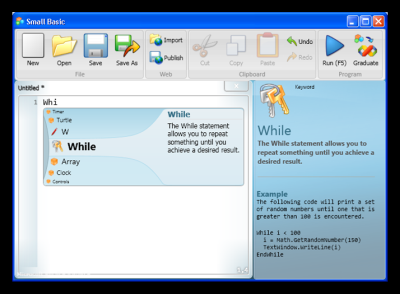 Small Basic
New Open Save Save As Import Publish Cut Copy Paste Undo Redo Run (F5) Graduate
File Web Clipboard Program
Untitled *
1 Whi
Timer
Turtle
W
While
Array
Clock
Controls
While
The While statement
allows you to repeat
something until you
achieve a desired result.
Keyword
While
The While statement allows you to
repeat something until you
achieve a desired result.
Example
The following code will print a set
of random numbers until one that is
greater than 100 is encountered.
While i < 100
i = Math.GetRandomNumber(150)
TextWindow.WriteLine(i)
EndWhile